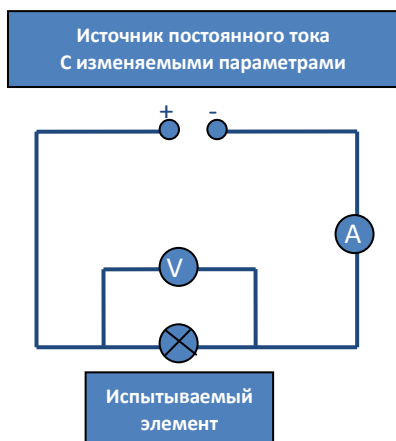 Источник постоянного тока
С изменяемыми параметрами
+ -
A
V
Испытываемый
элемент